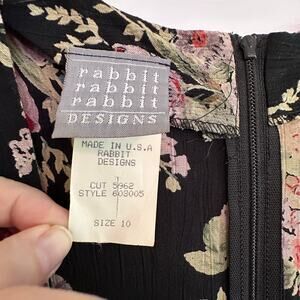 rabbit
rabbit
rabbit
DESIGNS
MADE IN U.S.A
RABBIT
DESIGNS
CUT 5962
STYLE 603005
SIZE 10